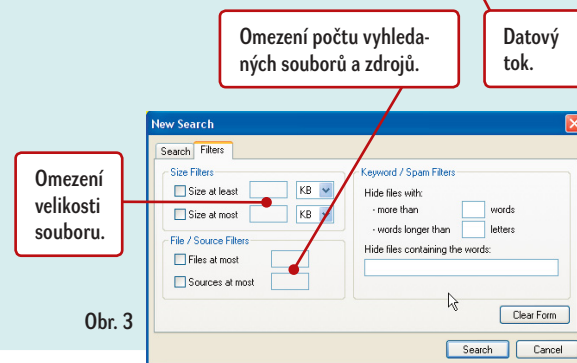 Omezení počtu vyhleda-
ných souborů a zdrojů.
Datový
tok.
Omezení
velikosti
souboru.
New Search
Search Filters
Size Filters
Size at least KB
Size at most KB
File / Source Filters
Files at most
Sources at most
Keyword / Spam Filters
Hide files with:
- more than words
- words longer than letters
Hide files containing the words:
Clear Form
Search Cancel
Obr. 3